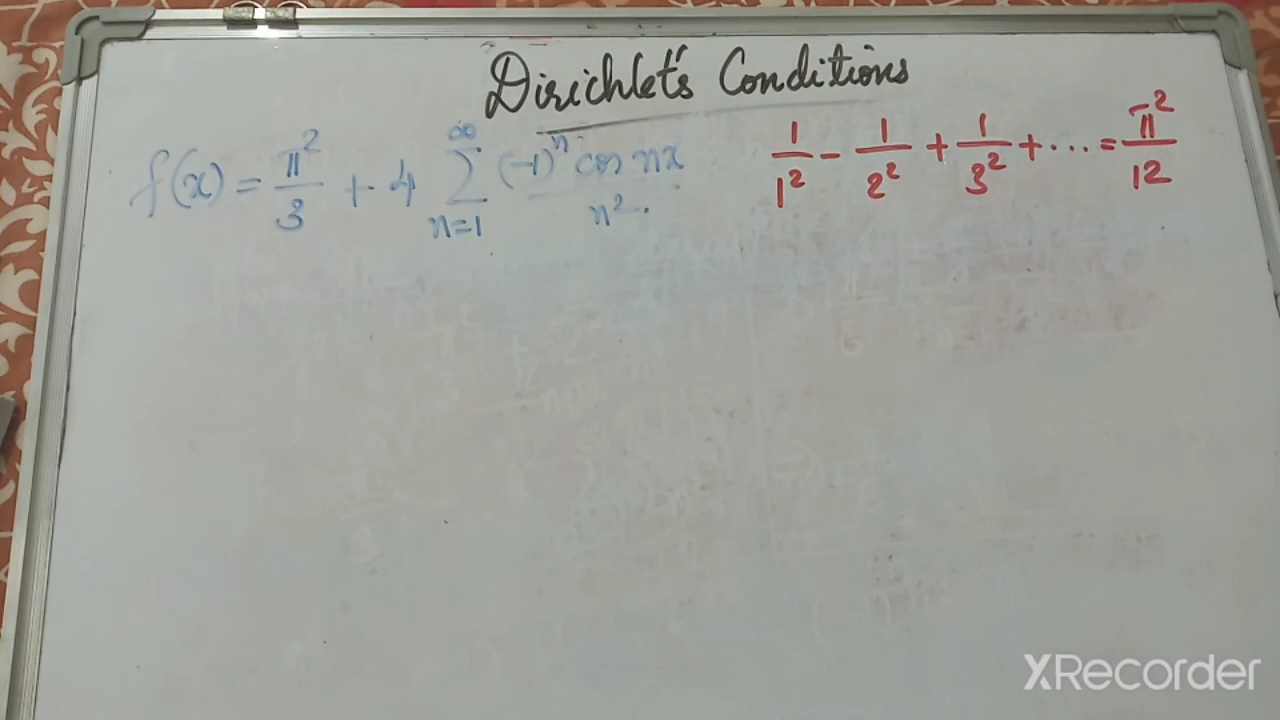 Dirichlet's Conditions
f(x) = π²/3 + 4 ∑_{n=1}^{∞} (-1)^n cos nx / n².
1/1² - 1/2² + 1/3² + ... = π²/12
XRecorder